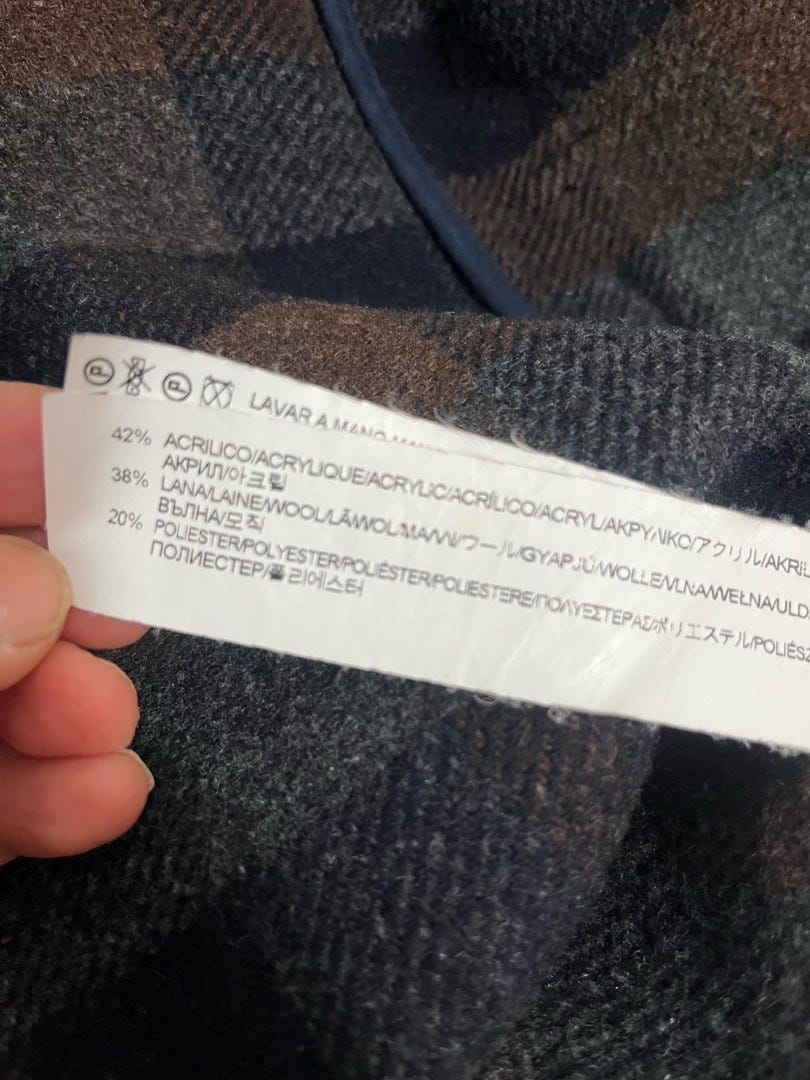 LAVAR A MANO
42% ACRILICO/ACRYLIQUE/ACRYLIC/ACRÍLICO/ACRYL/AKPYΛIKO/アクリル/AKRIL
АКРИЛ/아크릴
38% LANA/LAINE/WOOL/LÃ/WOL/ΜΑΛΛΙ/ウール/GYAPJÚ/WOLLE/VLNA/WEŁNA/ULD
ВЪЛНА/모직
20% POLIESTER/POLYESTER/POLIÉSTER/POLIESTERE/ΠΟΛΥΕΣΤΕΡΑΣ/ポリエステル/POLIÉSZ
ПОЛИЕСТЕР/폴리에스터